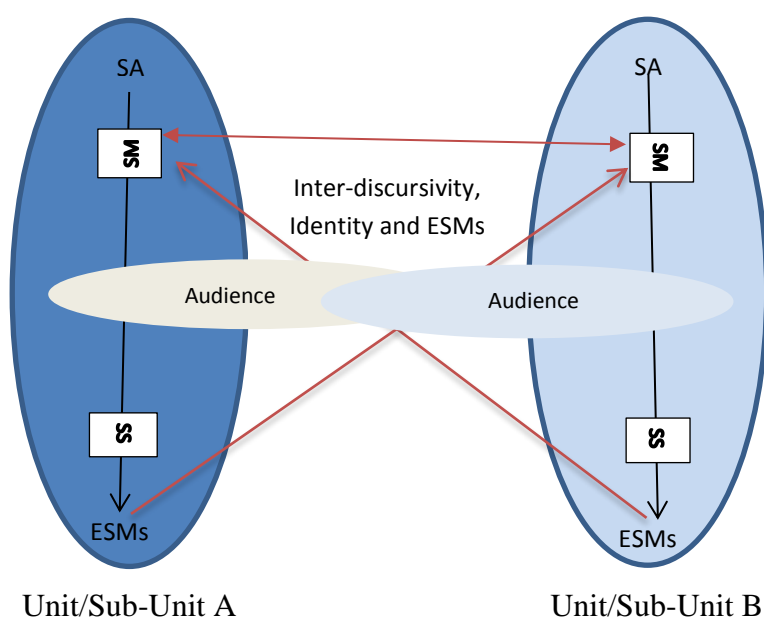 SA
SA
SM
SM
Inter-discursivity,
Identity and ESMs
Audience
Audience
SS
SS
ESMs
ESMs
Unit/Sub-Unit A
Unit/Sub-Unit B